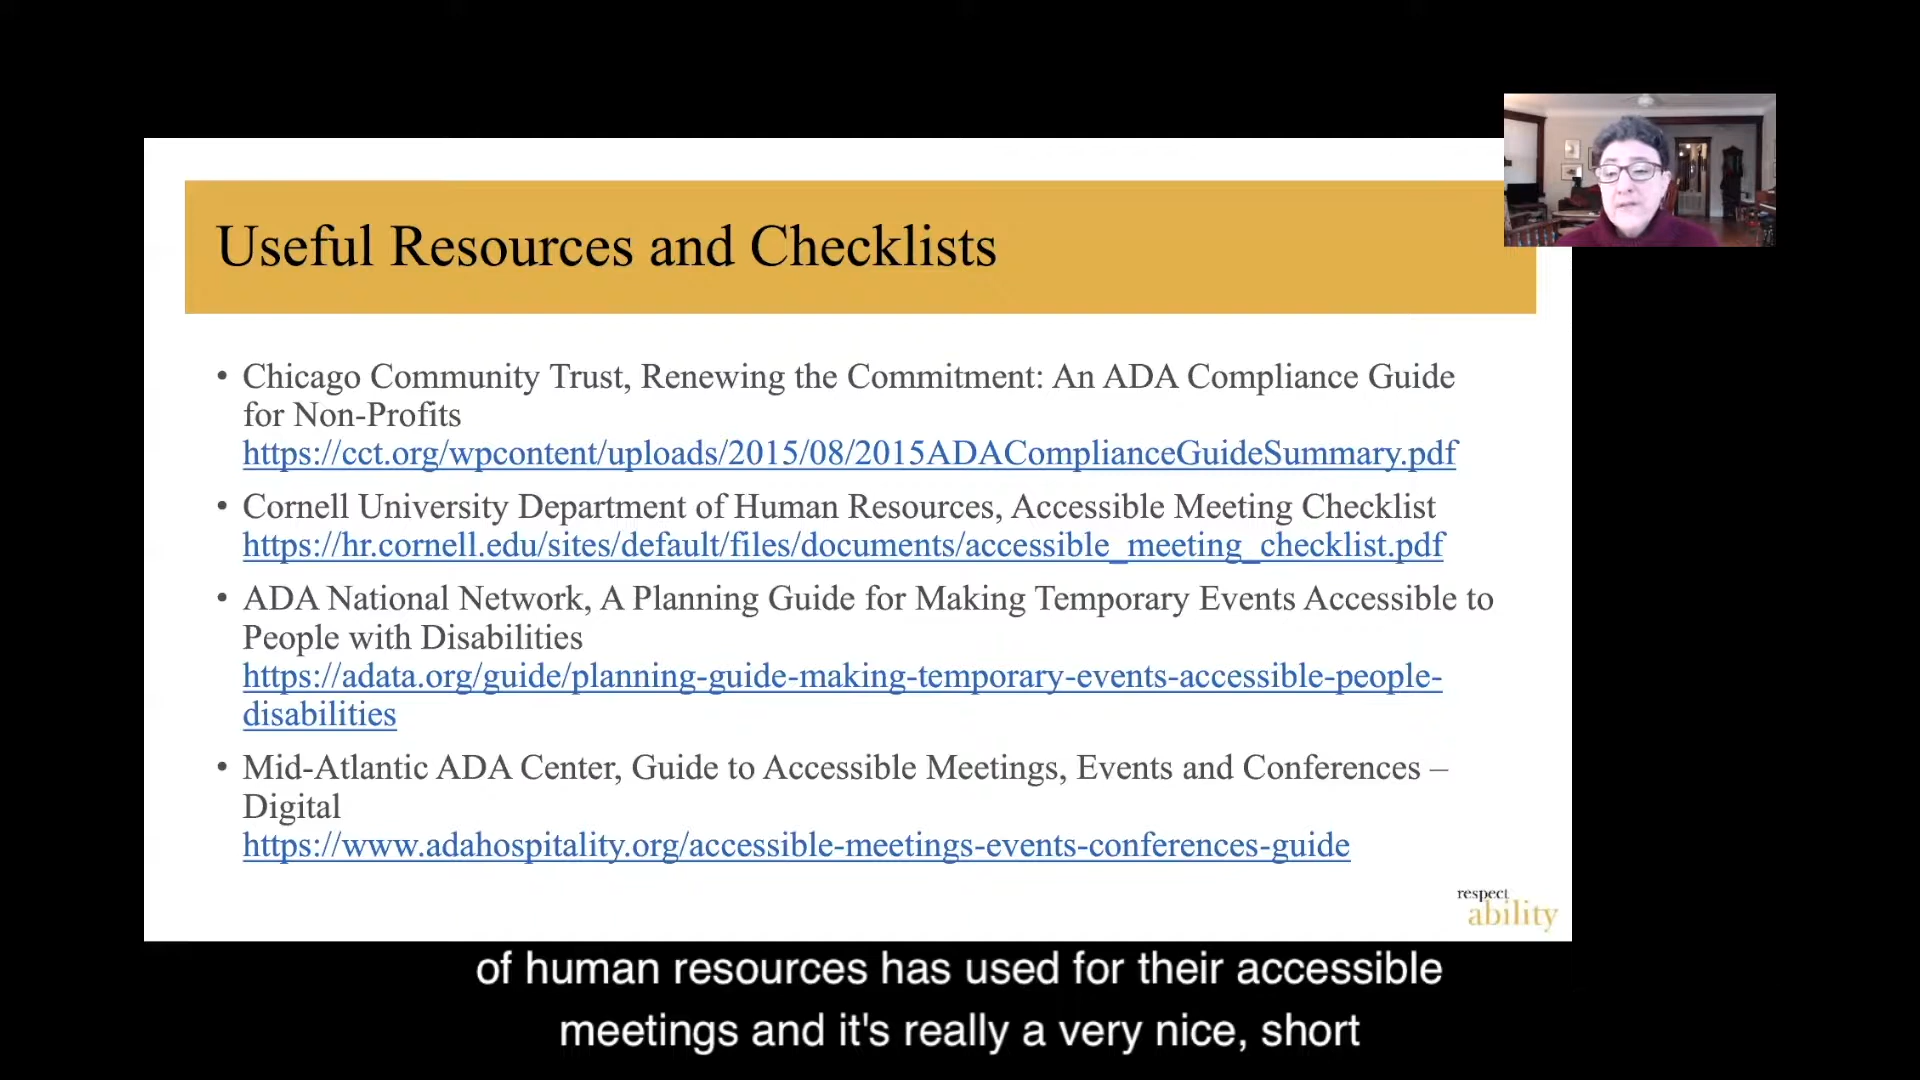 Useful Resources and Checklists
• Chicago Community Trust, Renewing the Commitment: An ADA Compliance Guide
for Non-Profits
https://cct.org/wpcontent/uploads/2015/08/2015ADAComplianceGuideSummary.pdf
• Cornell University Department of Human Resources, Accessible Meeting Checklist
https://hr.cornell.edu/sites/default/files/documents/accessible_meeting_checklist.pdf
• ADA National Network, A Planning Guide for Making Temporary Events Accessible to
People with Disabilities
https://adata.org/guide/planning-guide-making-temporary-events-accessible-people-
disabilities
• Mid-Atlantic ADA Center, Guide to Accessible Meetings, Events and Conferences –
Digital
https://www.adahospitality.org/accessible-meetings-events-conferences-guide
respect
ability
of human resources has used for their accessible
meetings and it's really a very nice, short